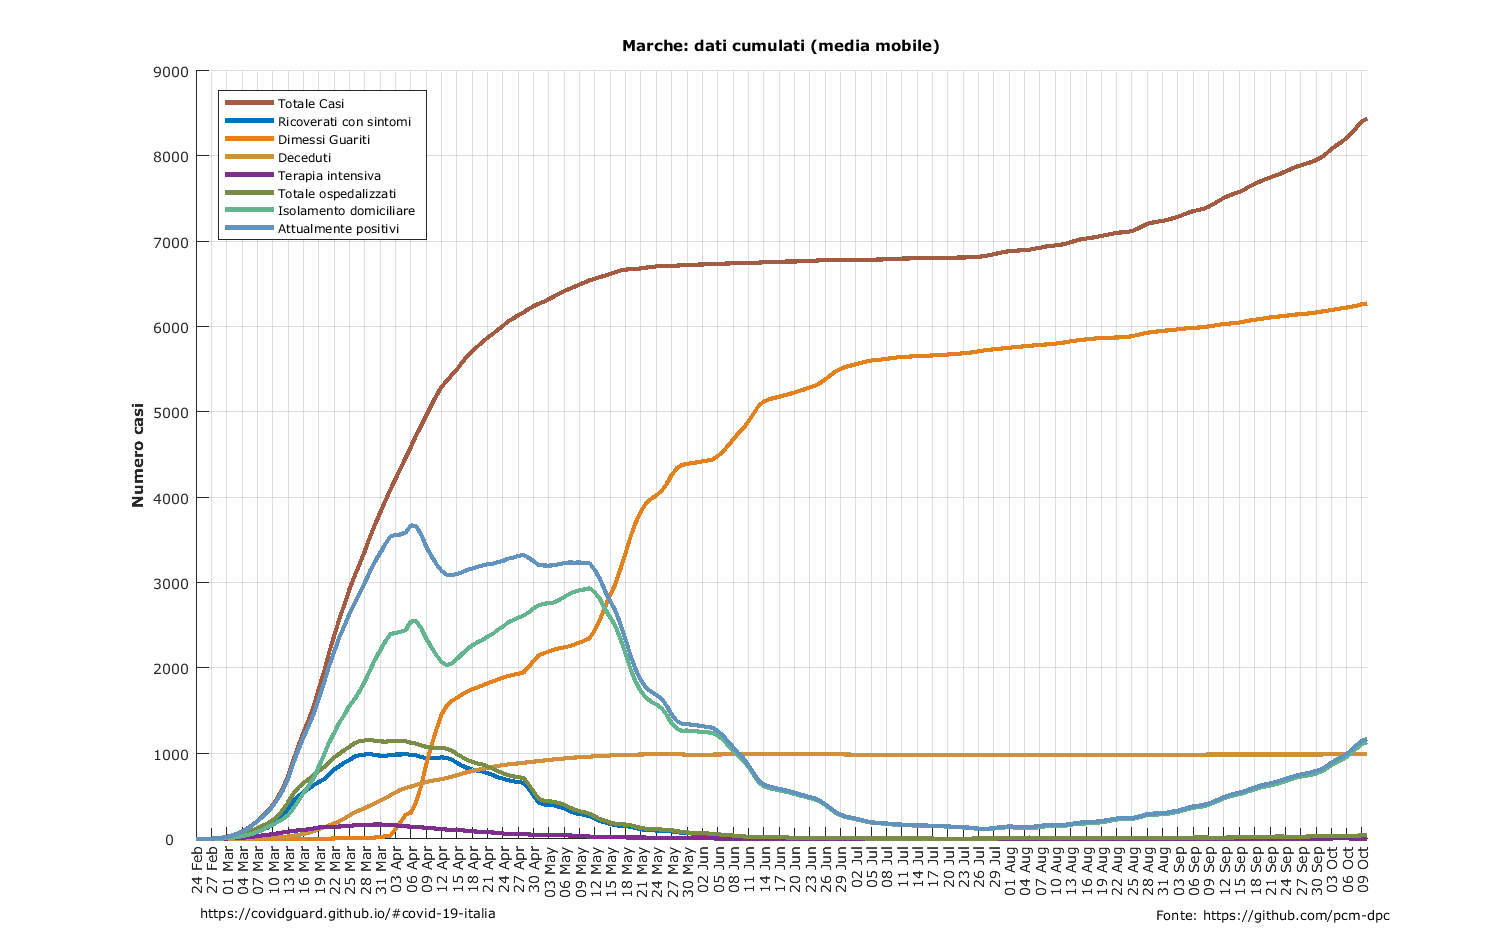 Marche: dati cumulati (media mobile)
9000
8000
7000
6000
5000
4000
3000
2000
1000
0
Numero casi
Totale Casi
Ricoverati con sintomi
Dimessi Guariti
Deceduti
Terapia intensiva
Totale ospedalizzati
Isolamento domiciliare
Attualmente positivi
24 Feb
27 Feb
01 Mar
04 Mar
07 Mar
10 Mar
13 Mar
16 Mar
19 Mar
22 Mar
25 Mar
28 Mar
31 Mar
03 Apr
06 Apr
09 Apr
12 Apr
15 Apr
18 Apr
21 Apr
24 Apr
27 Apr
30 Apr
03 May
06 May
09 May
12 May
15 May
18 May
21 May
24 May
27 May
30 May
02 Jun
05 Jun
08 Jun
11 Jun
14 Jun
17 Jun
20 Jun
23 Jun
26 Jun
29 Jun
02 Jul
05 Jul
08 Jul
11 Jul
14 Jul
17 Jul
20 Jul
23 Jul
26 Jul
29 Jul
01 Aug
04 Aug
07 Aug
10 Aug
13 Aug
16 Aug
19 Aug
22 Aug
25 Aug
28 Aug
31 Aug
03 Sep
06 Sep
09 Sep
12 Sep
15 Sep
18 Sep
21 Sep
24 Sep
27 Sep
30 Sep
03 Oct
06 Oct
09 Oct
https://covidguard.github.io/#covid-19-italia
Fonte: https://github.com/pcm-dpc